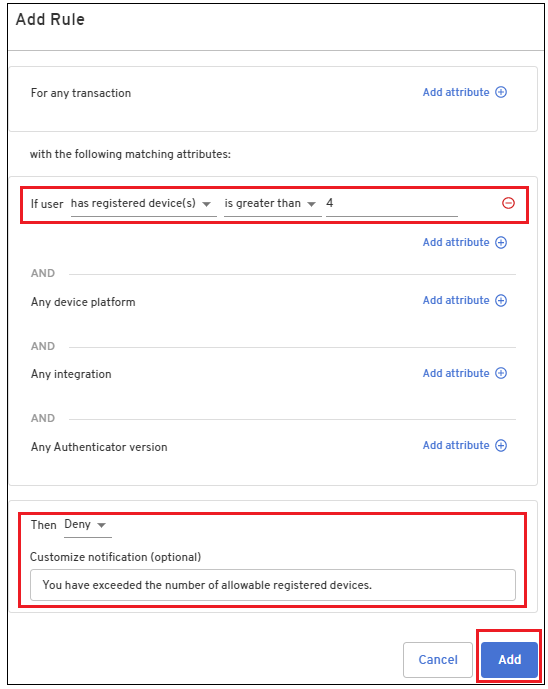 Add Rule
For any transaction Add attribute
with the following matching attributes:
If user has registered device(s) is greater than 4
Add attribute
AND
Any device platform Add attribute
AND
Any integration Add attribute
AND
Any Authenticator version Add attribute
Then Deny
Customize notification (optional)
You have exceeded the number of allowable registered devices.
Cancel Add